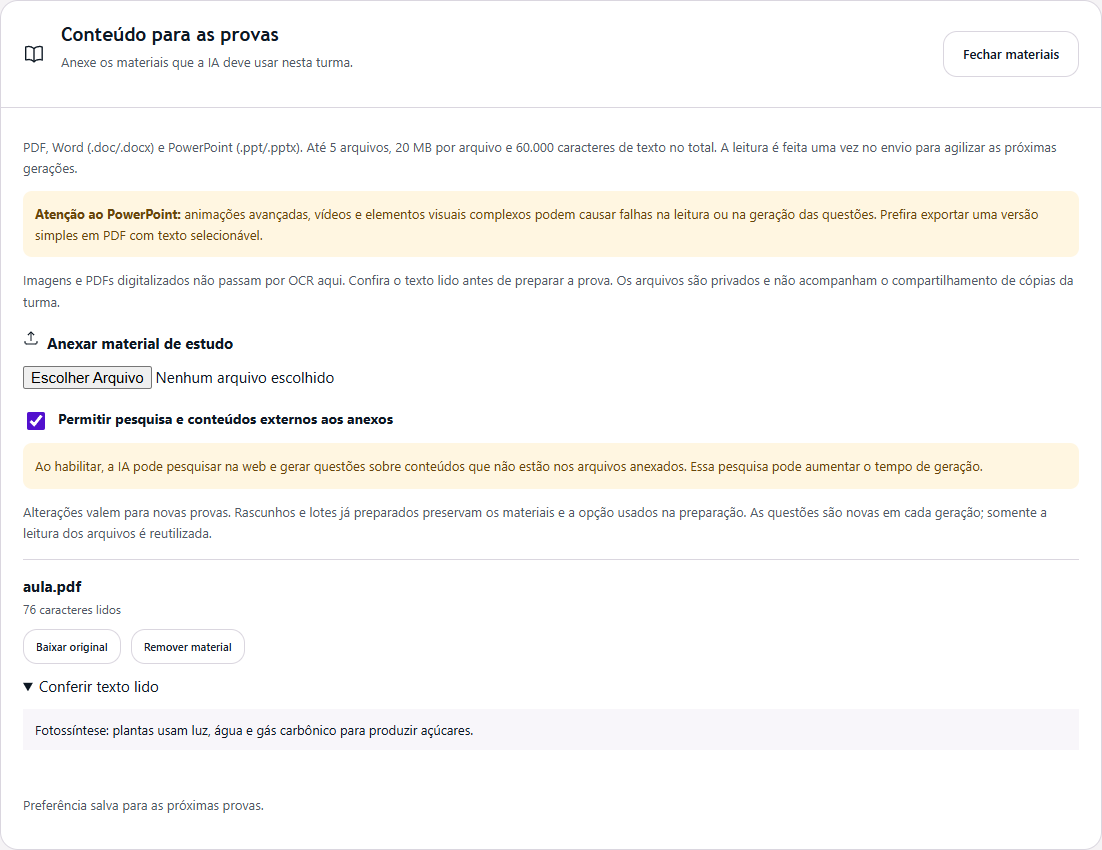 Conteúdo para as provas
Anexe os materiais que a IA deve usar nesta turma.
Fechar materiais
PDF, Word (.doc/.docx) e PowerPoint (.ppt/.pptx). Até 5 arquivos, 20 MB por arquivo e 60.000 caracteres de texto no total. A leitura é feita uma vez no envio para agilizar as próximas
gerações.
Atenção ao PowerPoint: animações avançadas, vídeos e elementos visuais complexos podem causar falhas na leitura ou na geração das questões. Prefira exportar uma versão
simples em PDF com texto selecionável.
Imagens e PDFs digitalizados não passam por OCR aqui. Confira o texto lido antes de preparar a prova. Os arquivos são privados e não acompanham o compartilhamento de cópias da
turma.
Anexar material de estudo
Escolher Arquivo Nenhum arquivo escolhido
Permitir pesquisa e conteúdos externos aos anexos
Ao habilitar, a IA pode pesquisar na web e gerar questões sobre conteúdos que não estão nos arquivos anexados. Essa pesquisa pode aumentar o tempo de geração.
Alterações valem para novas provas. Rascunhos e lotes já preparados preservam os materiais e a opção usados na preparação. As questões são novas em cada geração; somente a
leitura dos arquivos é reutilizada.
aula.pdf
76 caracteres lidos
Baixar original Remover material
Conferir texto lido
Fotossíntese: plantas usam luz, água e gás carbônico para produzir açúcares.
Preferência salva para as próximas provas.